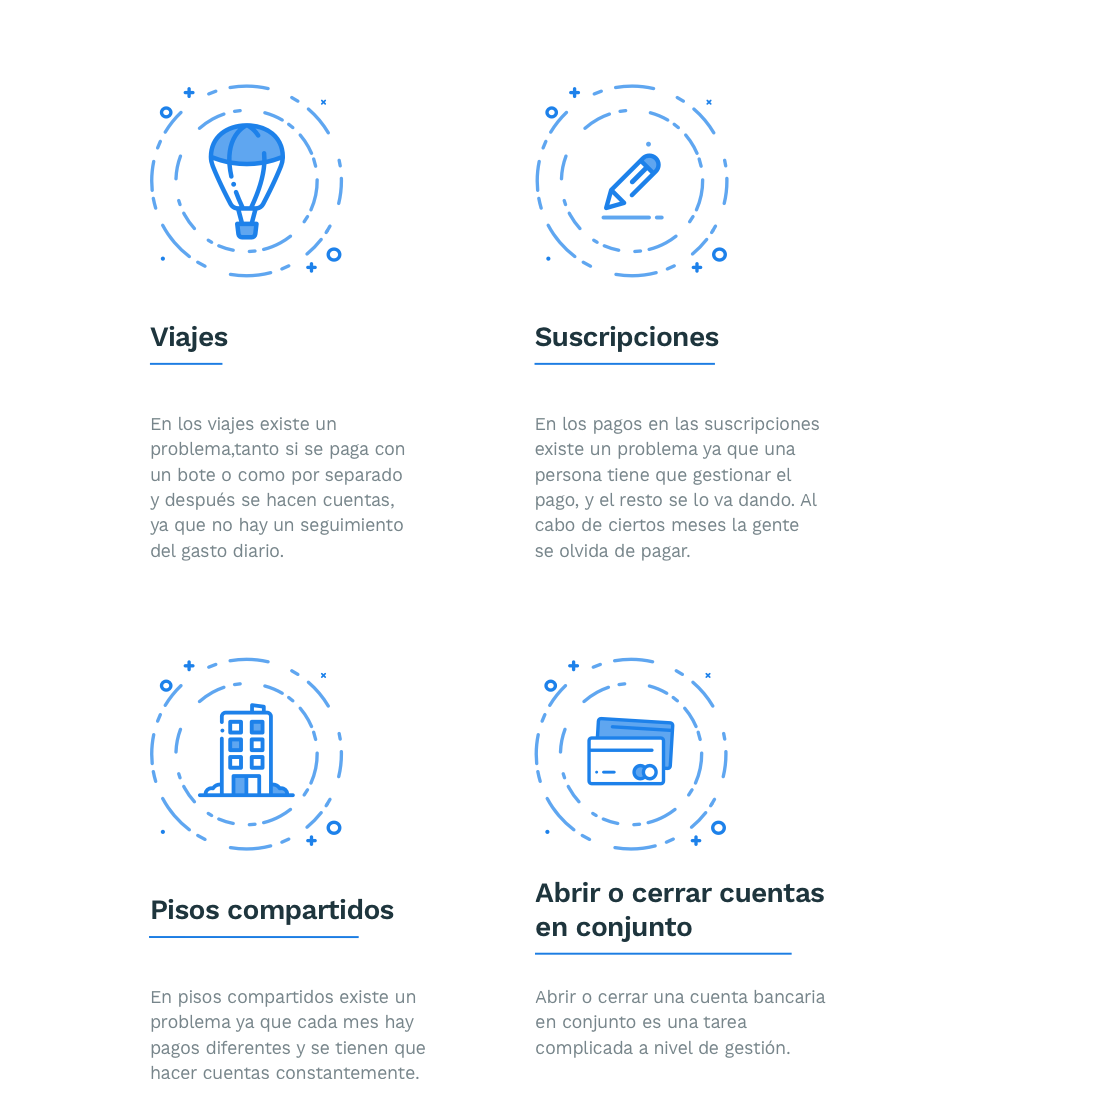 Viajes
En los viajes existe un
problema,tanto si se paga con
un bote o como por separado
y después se hacen cuentas,
ya que no hay un seguimiento
del gasto diario.
Suscripciones
En los pagos en las suscripciones
existe un problema ya que una
persona tiene que gestionar el
pago, y el resto se lo va dando. Al
cabo de ciertos meses la gente
se olvida de pagar.
Pisos compartidos
En pisos compartidos existe un
problema ya que cada mes hay
pagos diferentes y se tienen que
hacer cuentas constantemente.
Abrir o cerrar cuentas
en conjunto
Abrir o cerrar una cuenta bancaria
en conjunto es una tarea
complicada a nivel de gestión.